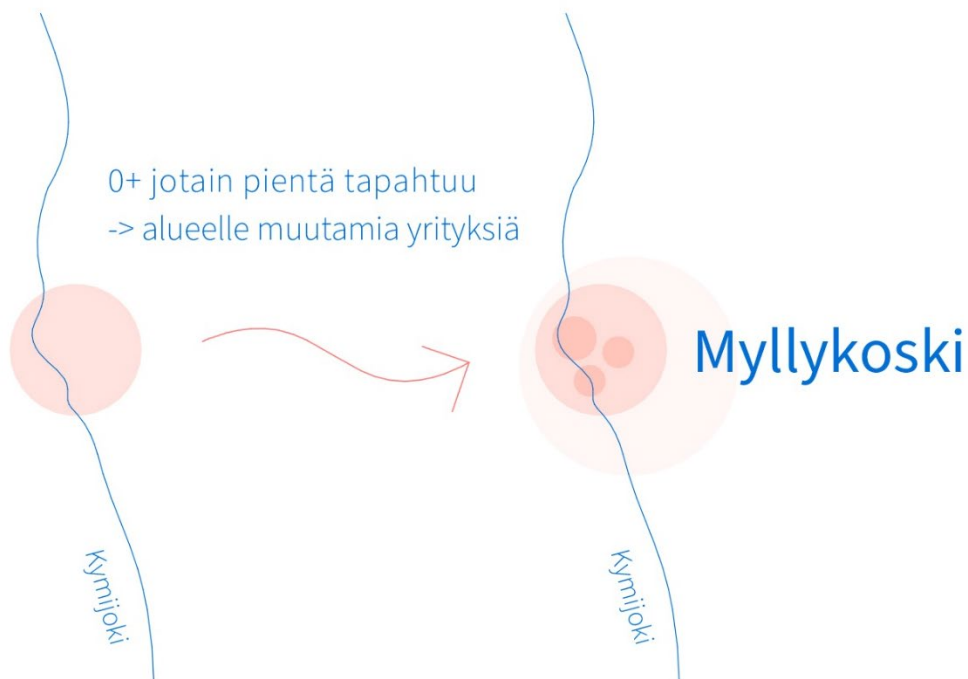 0+ jotain pientä tapahtuu
-> alueelle muutamia yrityksiä
Myllykoski
Kymijoki
Kymijoki